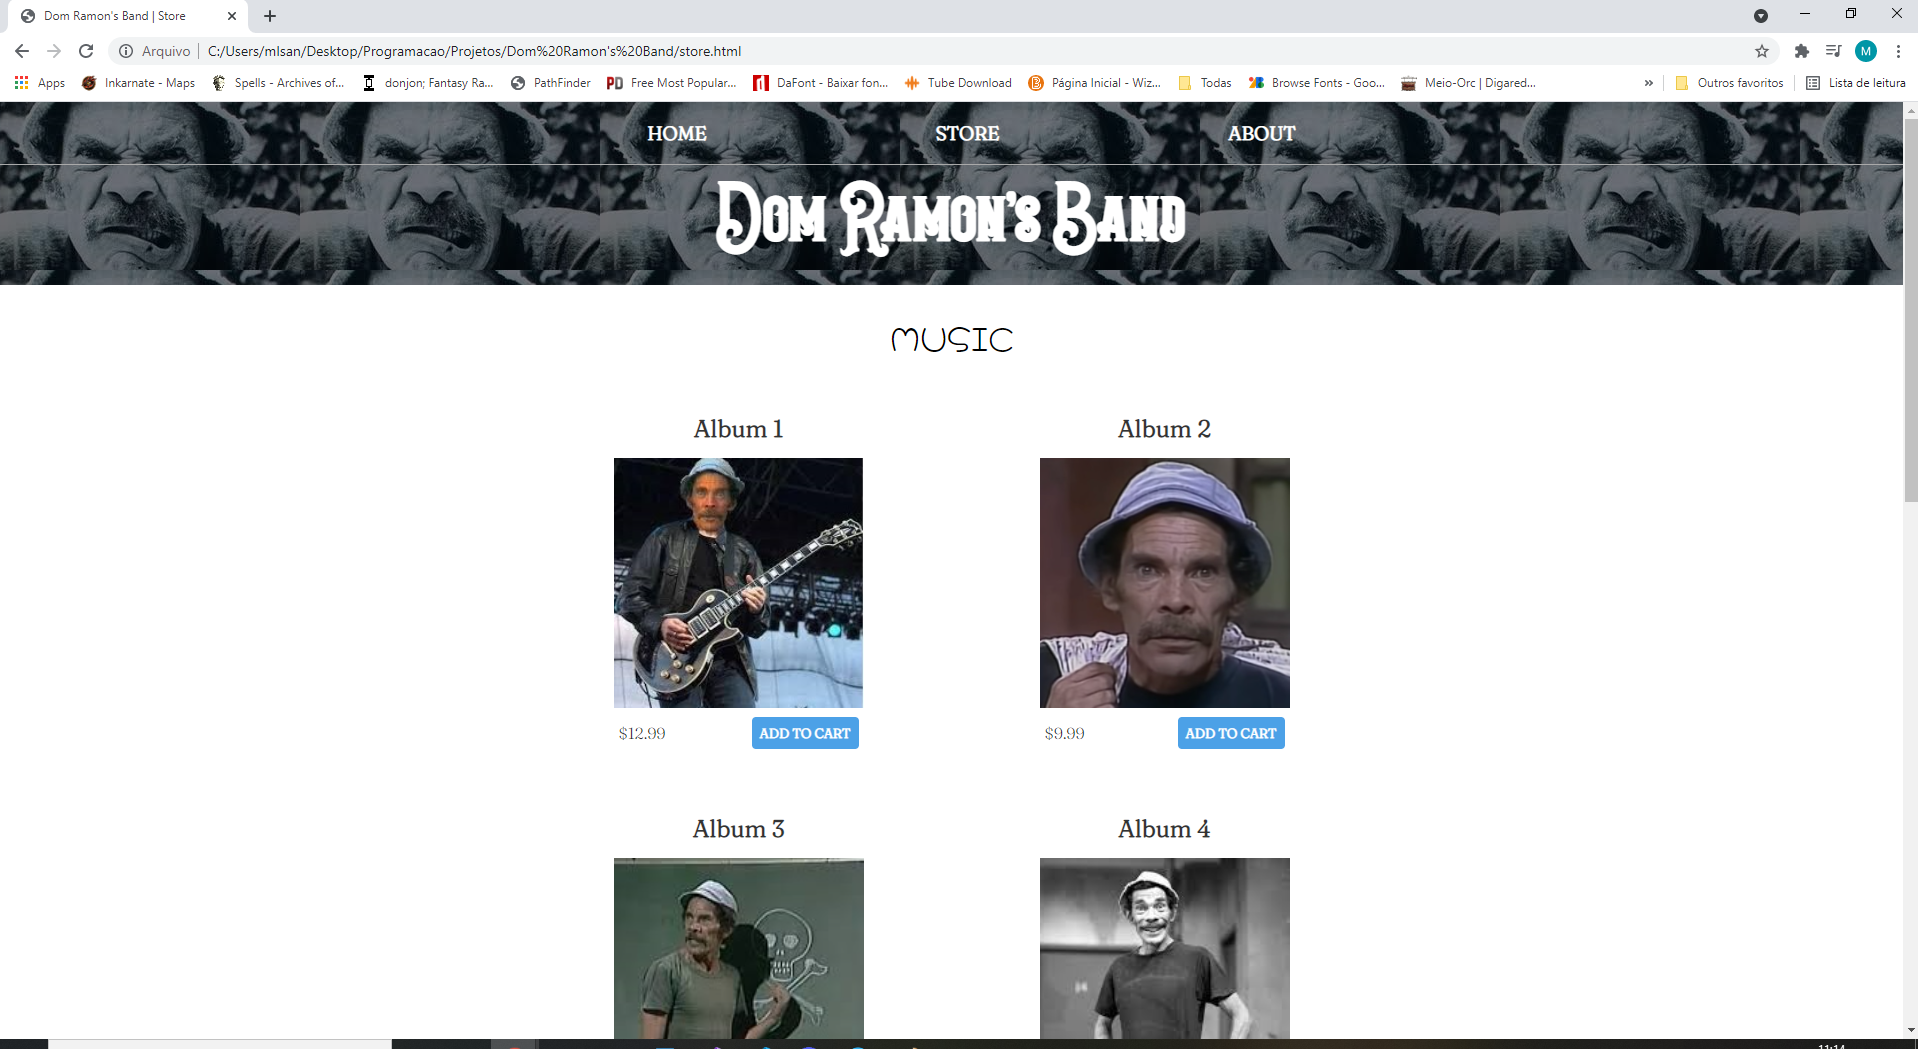 Dom Ramon's Band | Store
Arquivo | C:/Users/mlsan/Desktop/Programacao/Projetos/Dom%20Ramon's%20Band/store.html
M
Apps Inkarnate - Maps Spells - Archives of... donjon; Fantasy Ra... PathFinder PD Free Most Popular... DaFont - Baixar fon... Tube Download Página Inicial - Wiz... Todas Browse Fonts - Goo... Meio-Orc | Digared... » Outros favoritos Lista de leitura
HOME STORE ABOUT
Dom Ramon's Band
MUSIC
Album 1 Album 2
$12.99 ADD TO CART $9.99 ADD TO CART
Album 3 Album 4